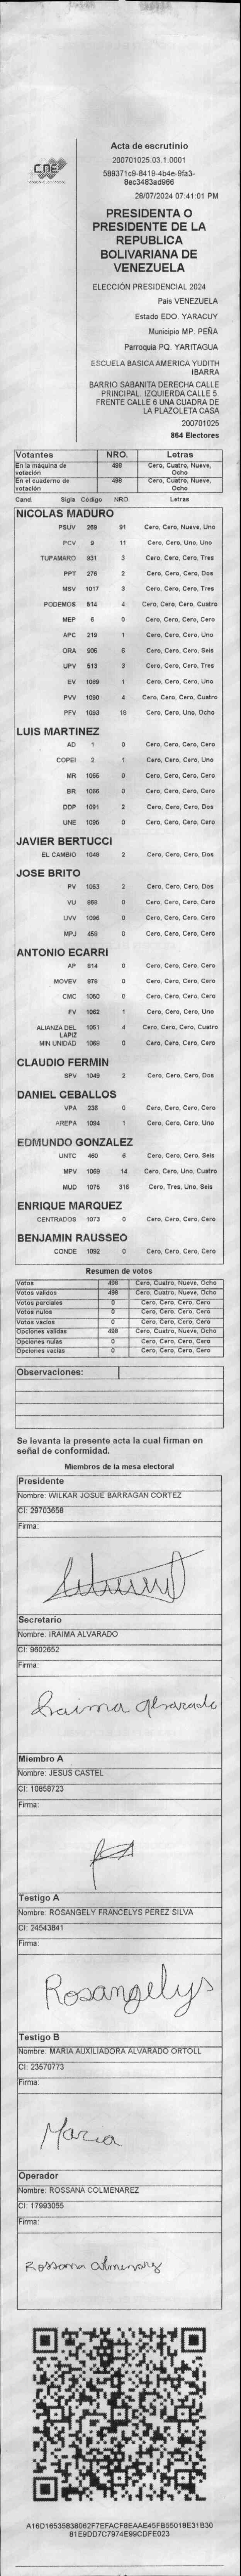 CNE
Acta de escrutinio
200701025.03.1.0001
589371c9-8419-4b4e-9fa3-
8ec3483ad966
28/07/2024 07:41:01 PM
PRESIDENTA O
PRESIDENTE DE LA
REPUBLICA
BOLIVARIANA DE
VENEZUELA
ELECCIÓN PRESIDENCIAL 2024
País VENEZUELA
Estado EDO. YARACUY
Municipio MP. PEÑA
Parroquia PQ. YARITAGUA
ESCUELA BASICA AMERICA YUDITH
IBARRA
BARRIO SABANITA DERECHA CALLE
PRINCIPAL. IZQUIERDA CALLE 5.
FRENTE CALLE 6 UNA CUADRA DE
LA PLAZOLETA CASA
200701025
864 Electores
Votantes NRO. Letras
En la máquina de votación 498 Cero, Cuatro, Nueve, Ocho
En el cuaderno de votación 498 Cero, Cuatro, Nueve, Ocho
Cand. Sigla Código NRO. Letras
NICOLAS MADURO
PSUV 269 91 Cero, Cero, Nueve, Uno
PCV 9 11 Cero, Cero, Uno, Uno
TUPAMARO 931 3 Cero, Cero, Cero, Tres
PPT 276 2 Cero, Cero, Cero, Dos
MSV 1017 3 Cero, Cero, Cero, Tres
PODEMOS 514 4 Cero, Cero, Cero, Cuatro
MEP 6 0 Cero, Cero, Cero, Cero
APC 219 1 Cero, Cero, Cero, Uno
ORA 906 6 Cero, Cero, Cero, Seis
UPV 513 3 Cero, Cero, Cero, Tres
EV 1089 1 Cero, Cero, Cero, Uno
PVV 1090 4 Cero, Cero, Cero, Cuatro
PFV 1093 18 Cero, Cero, Uno, Ocho
LUIS MARTINEZ
AD 1 0 Cero, Cero, Cero, Cero
COPEI 2 1 Cero, Cero, Cero, Uno
MR 1055 0 Cero, Cero, Cero, Cero
BR 1066 0 Cero, Cero, Cero, Cero
DDP 1091 2 Cero, Cero, Cero, Dos
UNE 1095 0 Cero, Cero, Cero, Cero
JAVIER BERTUCCI
EL CAMBIO 1048 2 Cero, Cero, Cero, Dos
JOSE BRITO
PV 1053 2 Cero, Cero, Cero, Dos
VU 868 0 Cero, Cero, Cero, Cero
UVV 1096 0 Cero, Cero, Cero, Cero
MPJ 458 0 Cero, Cero, Cero, Cero
ANTONIO ECARRI
AP 814 0 Cero, Cero, Cero, Cero
MOVEV 678 0 Cero, Cero, Cero, Cero
CMC 1050 0 Cero, Cero, Cero, Cero
FV 1062 1 Cero, Cero, Cero, Uno
ALIANZA DEL LAPIZ 1051 4 Cero, Cero, Cero, Cuatro
MIN UNIDAD 1069 0 Cero, Cero, Cero, Cero
CLAUDIO FERMIN
SPV 1049 2 Cero, Cero, Cero, Dos
DANIEL CEBALLOS
VPA 238 0 Cero, Cero, Cero, Cero
AREPA 1094 1 Cero, Cero, Cero, Uno
EDMUNDO GONZALEZ
UNTC 460 6 Cero, Cero, Cero, Seis
MPV 1069 14 Cero, Cero, Uno, Cuatro
MUD 1075 316 Cero, Tres, Uno, Seis
ENRIQUE MARQUEZ
CENTRADOS 1073 0 Cero, Cero, Cero, Cero
BENJAMIN RAUSSEO
CONDE 1092 0 Cero, Cero, Cero, Cero
Resumen de votos
Votos 498 Cero, Cuatro, Nueve, Ocho
Votos validos 498 Cero, Cuatro, Nueve, Ocho
Votos parciales 0 Cero, Cero, Cero, Cero
Votos nulos 0 Cero, Cero, Cero, Cero
Votos vacios 0 Cero, Cero, Cero, Cero
Opciones validas 498 Cero, Cuatro, Nueve, Ocho
Opciones nulas 0 Cero, Cero, Cero, Cero
Opciones vacias 0 Cero, Cero, Cero, Cero
Observaciones:
Se levanta la presente acta la cual firman en
señal de conformidad.
Miembros de la mesa electoral
Presidente
Nombre: WILKAR JOSUE BARRAGAN CORTEZ
CI: 29703658
Firma:
Secretario
Nombre: IRAIMA ALVARADO
CI: 9602652
Firma:
Iraima Alvarado
Miembro A
Nombre: JESUS CASTEL
CI: 10858723
Firma:
Testigo A
Nombre: ROSANGELY FRANCELYS PEREZ SILVA
CI: 24543841
Firma:
Rosangelys
Testigo B
Nombre: MARIA AUXILIADORA ALVARADO ORTOLL
CI: 23570773
Firma:
Maria
Operador
Nombre: ROSSANA COLMENAREZ
CI: 17993055
Firma:
Rossana Colmenarez
A16D16535838062F7EFACF8EAAE45FB55018E31B30
81E9DD7C7974E99CDFE023